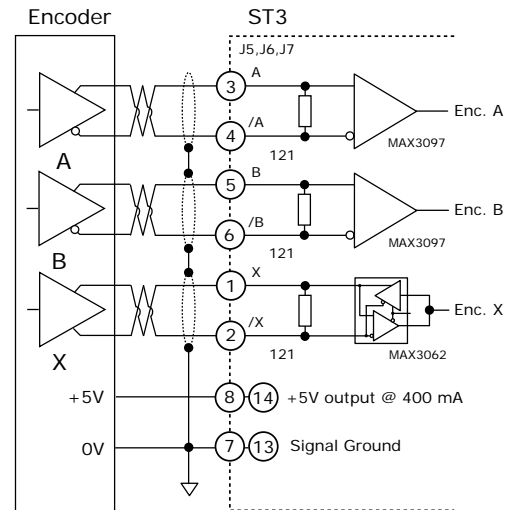 Encoder ST3
J5,J6,J7
3 A
4 /A
121
MAX3097
Enc. A
A
5 B
6 /B
121
MAX3097
Enc. B
B
1 X
2 /X
121
MAX3062
Enc. X
X
+5V 8 14 +5V output @ 400 mA
0V 7 13 Signal Ground